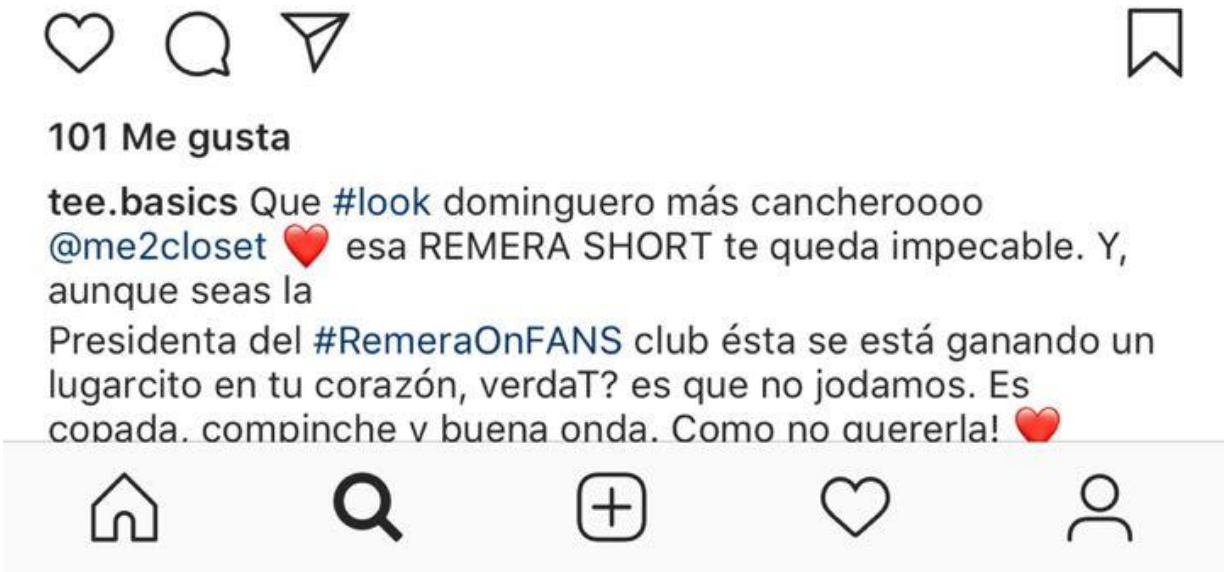 101 Me gusta
tee.basics Que #look dominguero más cancheroooo
@me2closet ❤️ esa REMERA SHORT te queda impecable. Y,
aunque seas la
Presidenta del #RemeraOnFANS club ésta se está ganando un
lugarcito en tu corazón, verdaT? es que no jodamos. Es
copada, compinche y buena onda. Como no quererla! ❤️